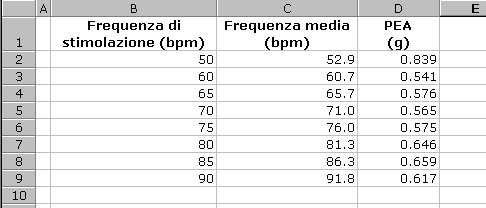 A B C D E
1 Frequenza di stimolazione (bpm) Frequenza media (bpm) PEA (g)
2 50 52.9 0.839
3 60 60.7 0.541
4 65 65.7 0.576
5 70 71.0 0.565
6 75 76.0 0.575
7 80 81.3 0.646
8 85 86.3 0.659
9 90 91.8 0.617
10